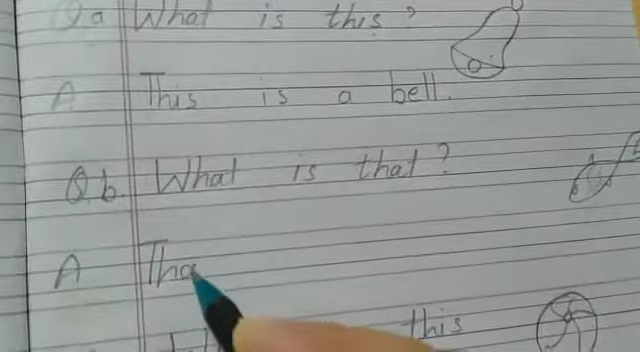 Q a What is this?
A This is a bell.
Q b. What is that?
A Tha
this